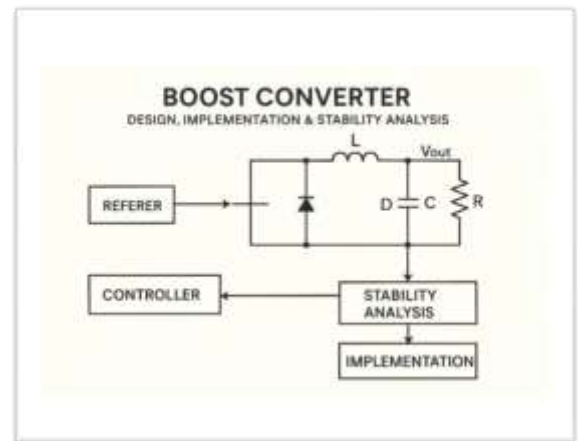 BOOST CONVERTER
DESIGN, IMPLEMENTATION & STABILITY ANALYSIS
L
Vout
REFERER
D
C
R
CONTROLLER
STABILITY
ANALYSIS
IMPLEMENTATION